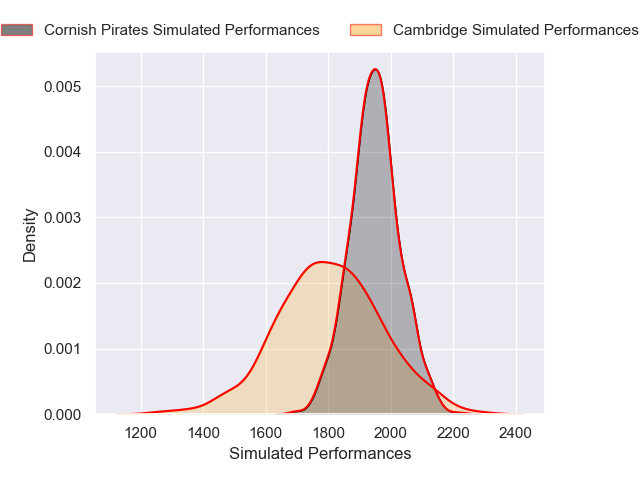 Cornish Pirates Simulated Performances
Cambridge Simulated Performances
0.005
0.004
0.003
0.002
0.001
0.000
Density
1200 1400 1600 1800 2000 2200 2400
Simulated Performances